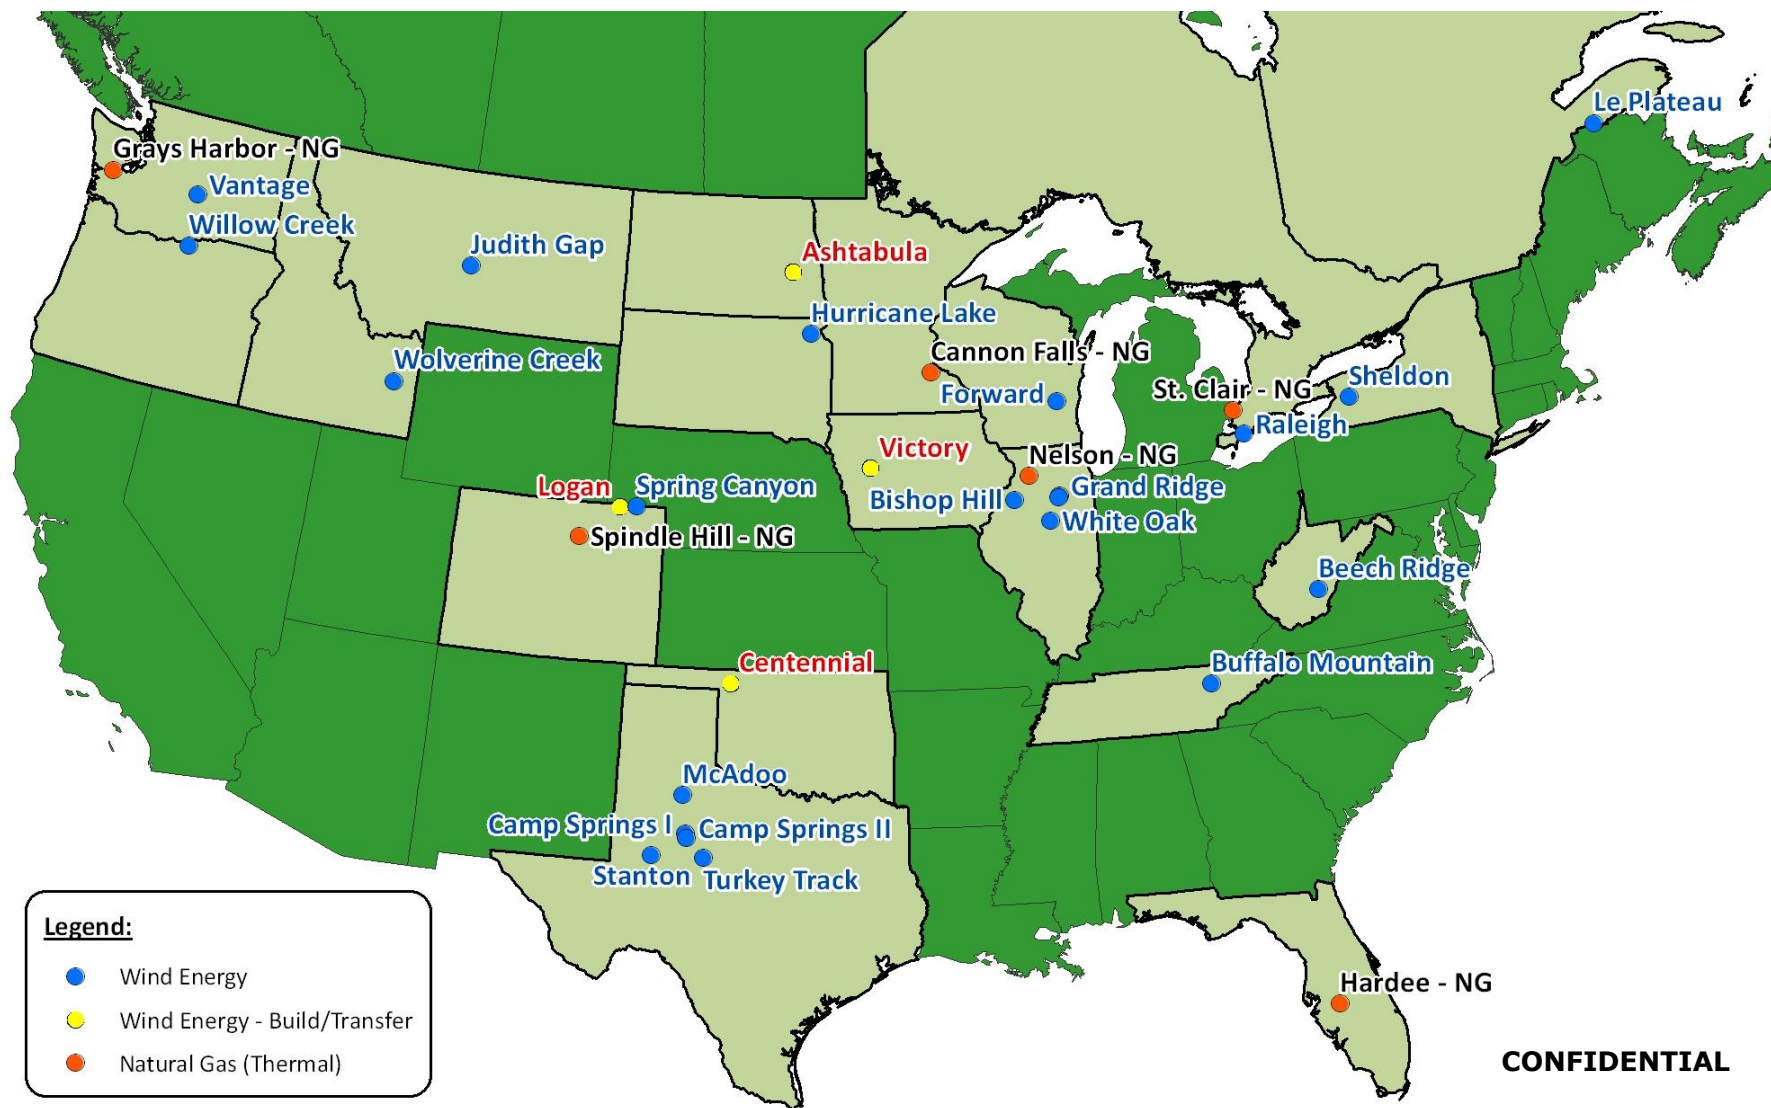 Le Plateau
Grays Harbor - NG
Vantage
Willow Creek
Judith Gap
Ashtabula
Hurricane Lake
Wolverine Creek
Cannon Falls - NG
Forward
St. Clair - NG
Sheldon
Raleigh
Victory
Nelson - NG
Logan
Spring Canyon
Bishop Hill
Grand Ridge
White Oak
Spindle Hill - NG
Beech Ridge
Centennial
Buffalo Mountain
McAdoo
Camp Springs I
Camp Springs II
Stanton
Turkey Track
Hardee - NG
Legend:
Wind Energy
Wind Energy - Build/Transfer
Natural Gas (Thermal)
CONFIDENTIAL